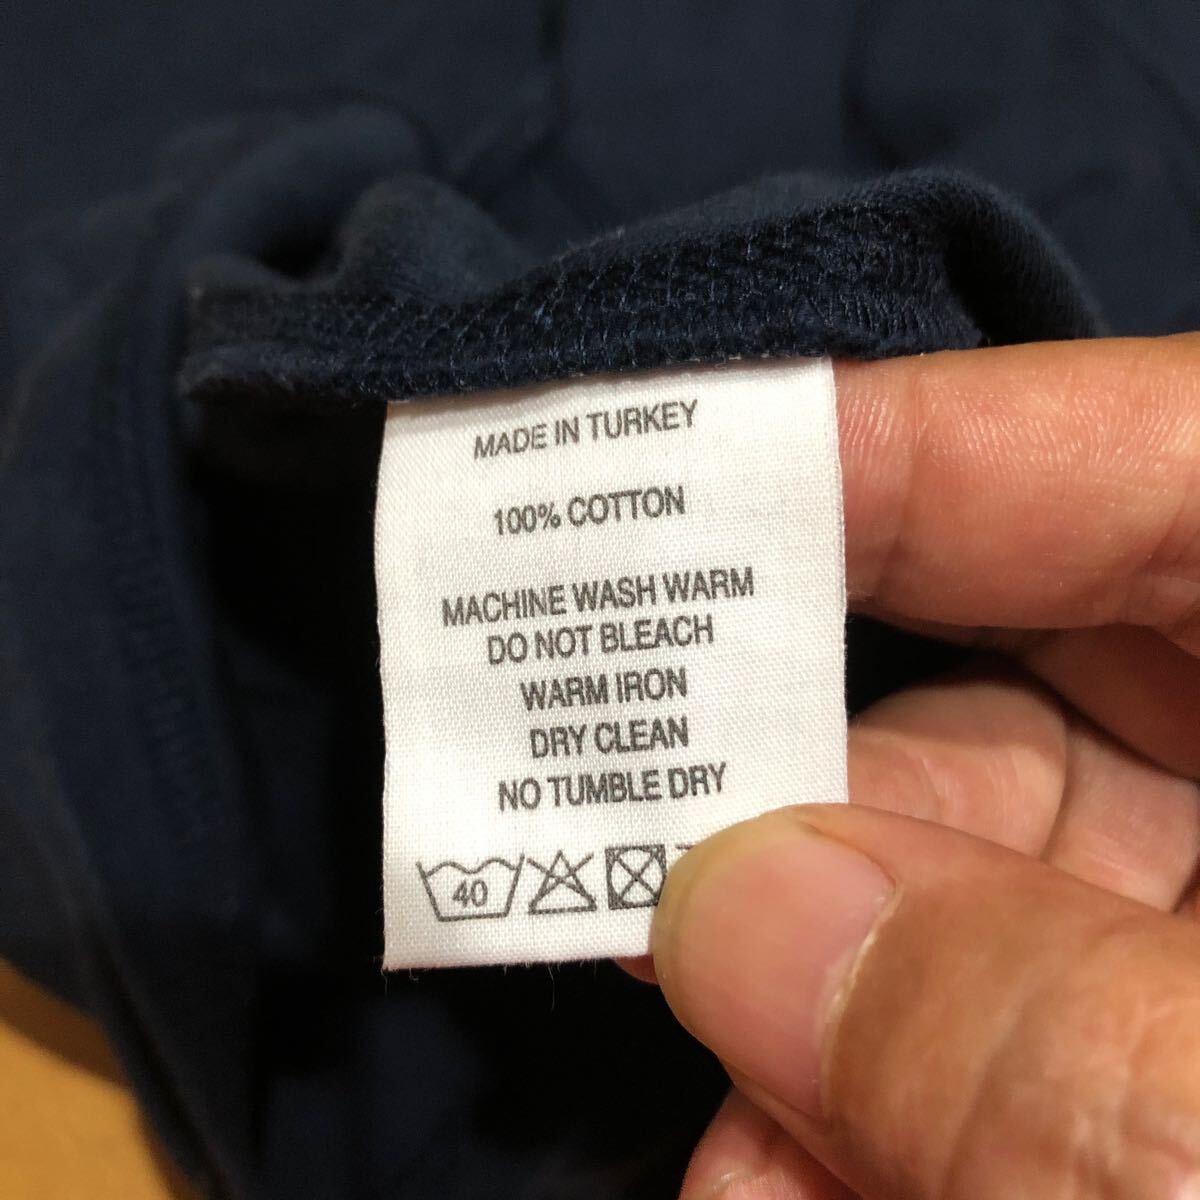 MADE IN TURKEY
100% COTTON
MACHINE WASH WARM
DO NOT BLEACH
WARM IRON
DRY CLEAN
NO TUMBLE DRY
40